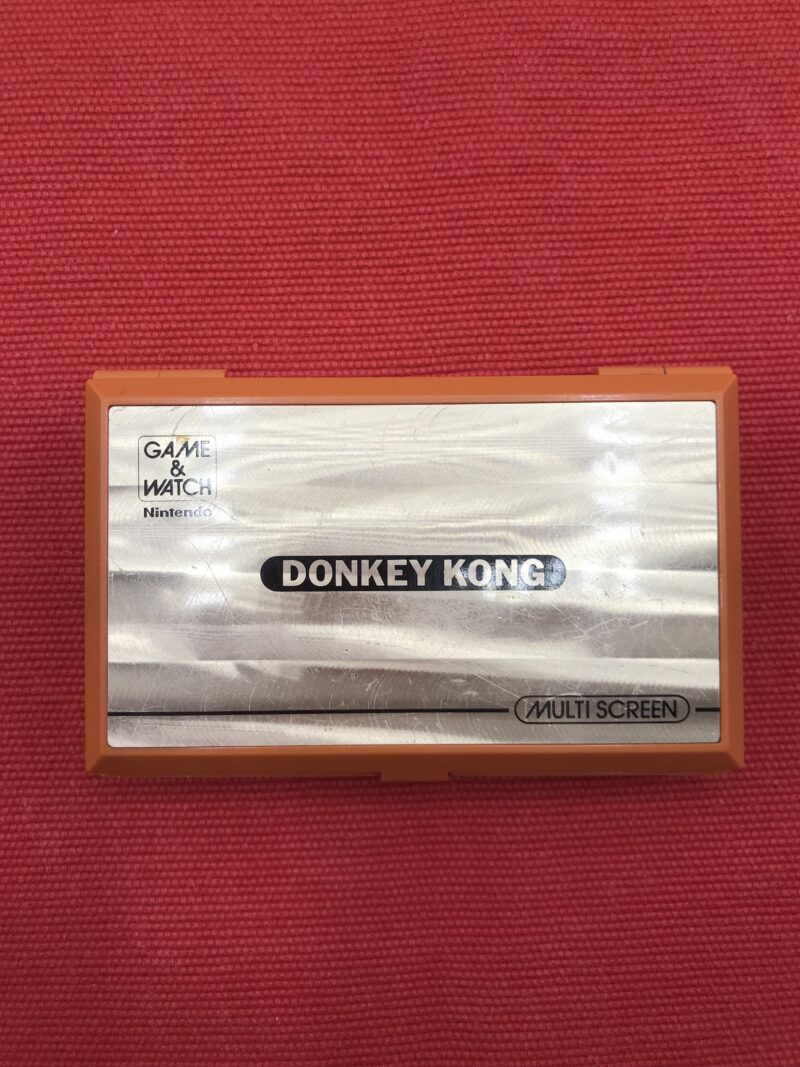 GAME
&
WATCH
Nintendo
DONKEY KONG
MULTI SCREEN